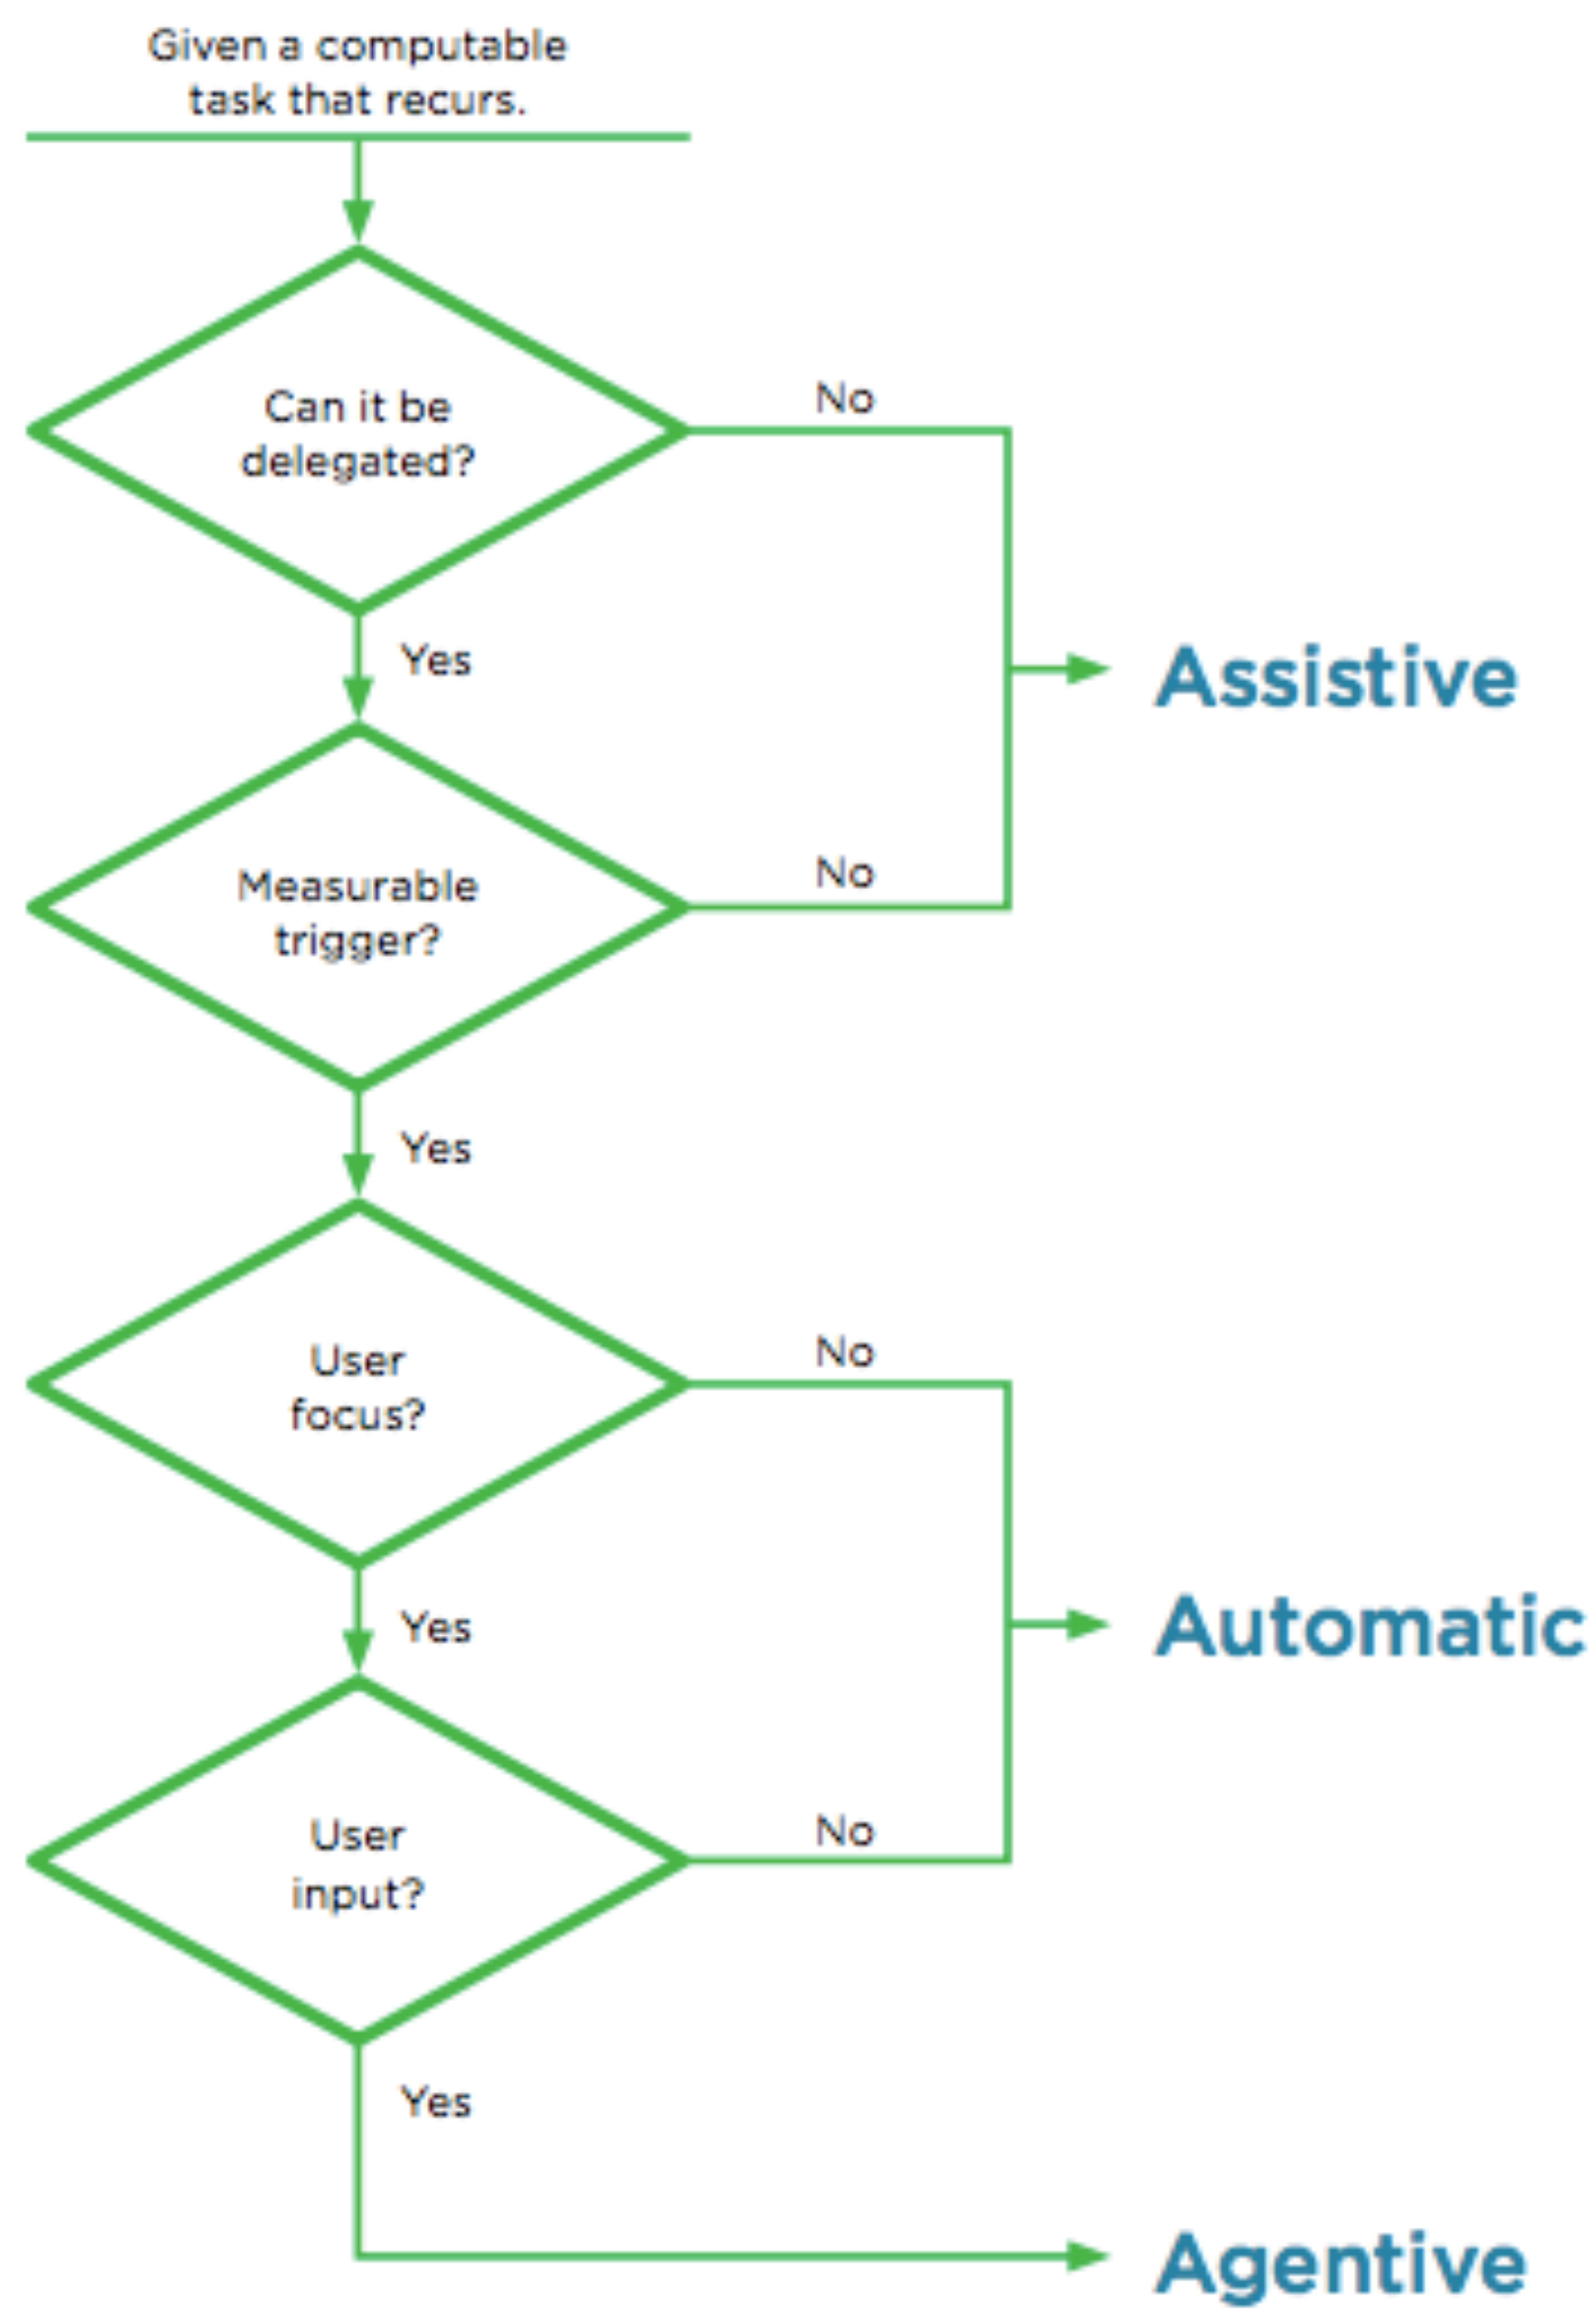 Given a computable
task that recurs.
Can it be
delegated?
No
Yes
Assistive
Measurable
trigger?
No
Yes
User
focus?
No
Yes
Automatic
User
input?
No
Yes
Agentive